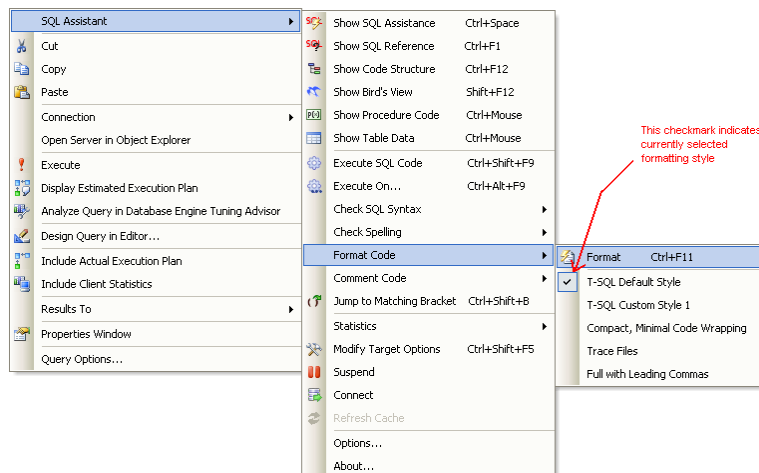 SQL Assistant
Cut
Copy
Paste
Connection
Open Server in Object Explorer
Execute
Display Estimated Execution Plan
Analyze Query in Database Engine Tuning Advisor
Design Query in Editor...
Include Actual Execution Plan
Include Client Statistics
Results To
Properties Window
Query Options...
SQL Show SQL Assistance Ctrl+Space
SQL Show SQL Reference Ctrl+F1
Show Code Structure Ctrl+F12
Show Bird's View Shift+F12
Show Procedure Code Ctrl+Mouse
Show Table Data Ctrl+Mouse
Execute SQL Code Ctrl+Shift+F9
Execute On... Ctrl+Alt+F9
Check SQL Syntax
Check Spelling
Format Code
Comment Code
Jump to Matching Bracket Ctrl+Shift+B
Statistics
Modify Target Options Ctrl+Shift+F5
Suspend
Connect
Refresh Cache
Options...
About...
This checkmark indicates
currently selected
formatting style
Format Ctrl+F11
T-SQL Default Style
T-SQL Custom Style 1
Compact, Minimal Code Wrapping
Trace Files
Full with Leading Commas